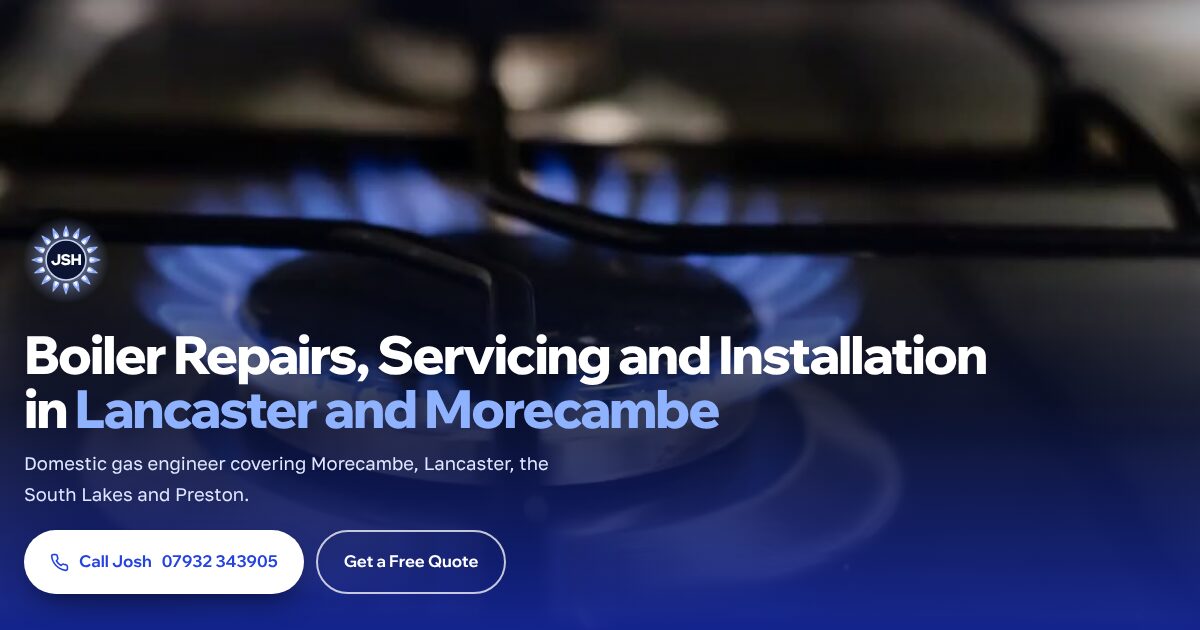 JSH
Boiler Repairs, Servicing and Installation
in Lancaster and Morecambe
Domestic gas engineer covering Morecambe, Lancaster, the
South Lakes and Preston.
Call Josh 07932 343905
Get a Free Quote